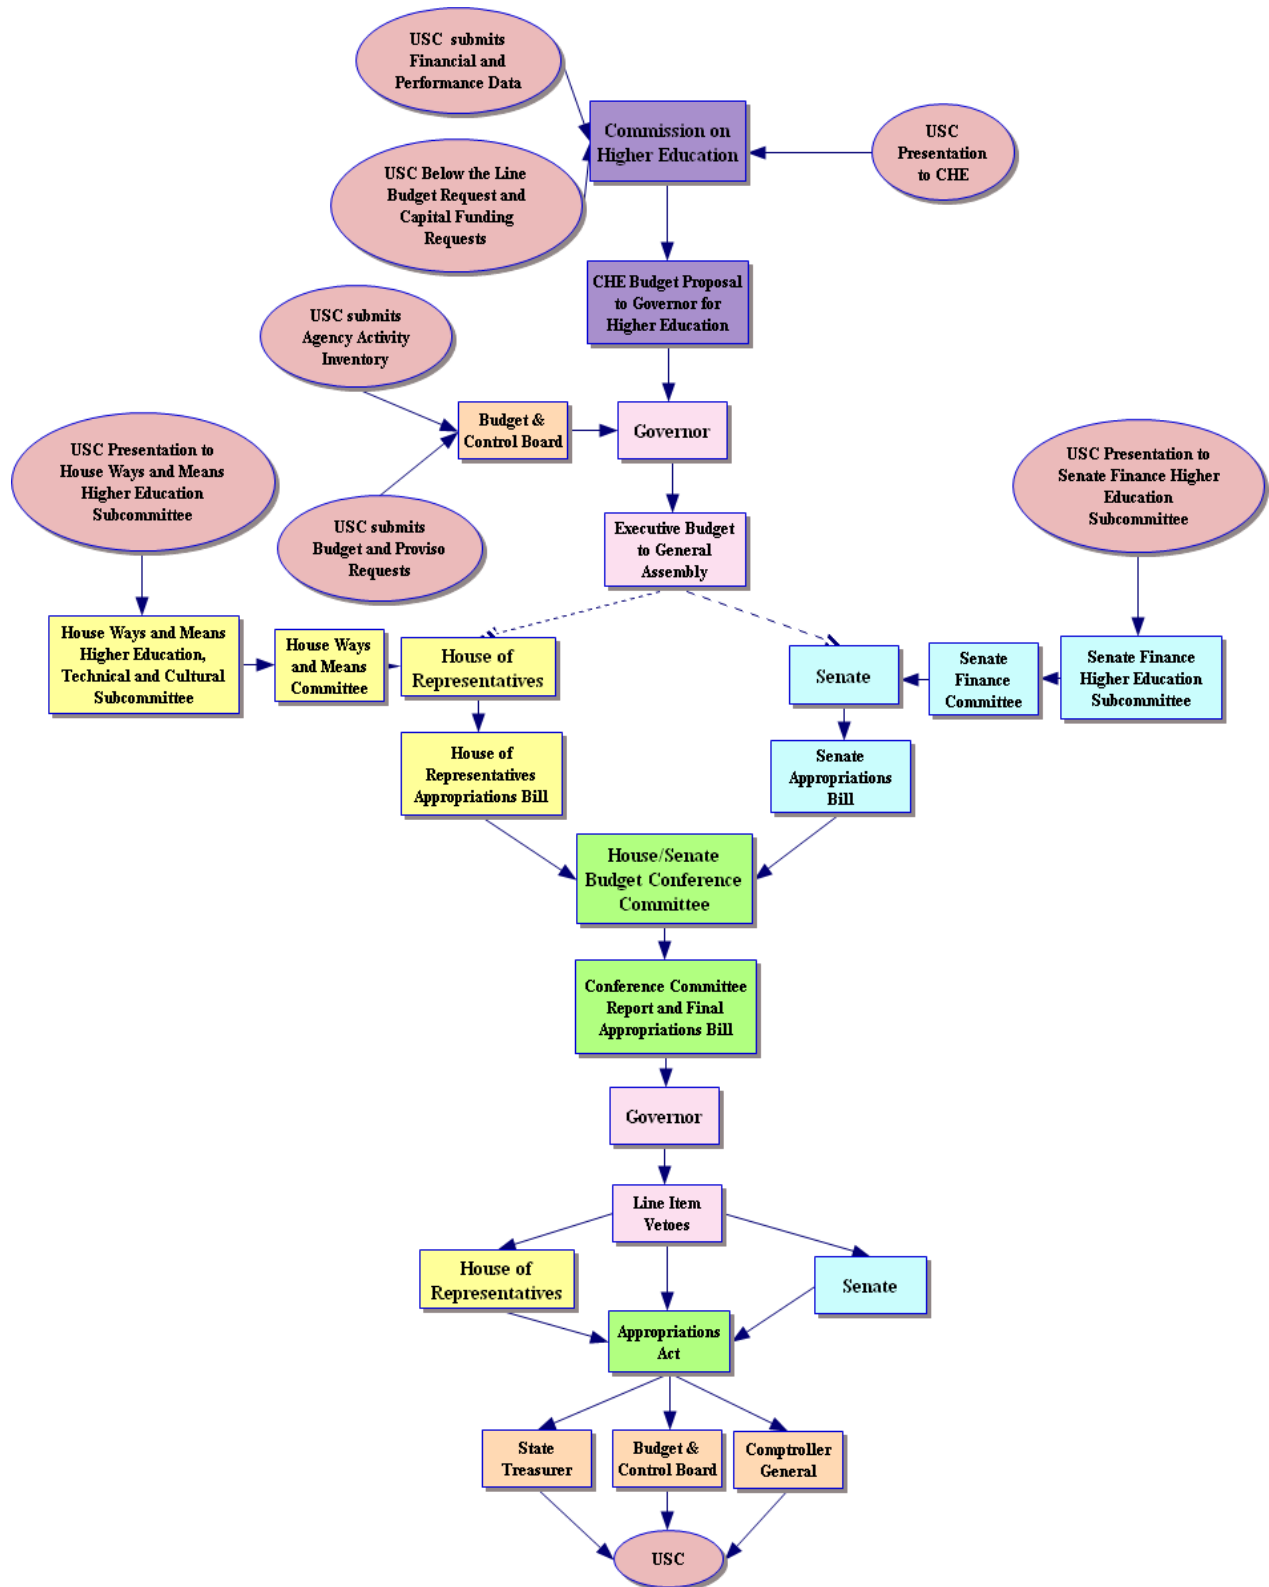 USC submits
Financial and
Performance Data
Commission on
Higher Education
USC
Presentation
to CHE
USC Below the Line
Budget Request and
Capital Funding
Requests
CHE Budget Proposal
to Governor for
Higher Education
USC submits
Agency Activity
Inventory
Budget &
Control Board
Governor
USC Presentation to
House Ways and Means
Higher Education
Subcommittee
USC Presentation to
Senate Finance Higher
Education
Subcommittee
USC submits
Budget and Proviso
Requests
Executive Budget
to General
Assembly
House Ways and Means
Higher Education,
Technical and Cultural
Subcommittee
House Ways
and Means
Committee
House of
Representatives
Senate
Senate
Finance
Committee
Senate Finance
Higher Education
Subcommittee
House of
Representatives
Appropriations Bill
Senate
Appropriations
Bill
House/Senate
Budget Conference
Committee
Conference Committee
Report and Final
Appropriations Bill
Governor
Line Item
Vetoes
House of
Representatives
Senate
Appropriations
Act
State
Treasurer
Budget &
Control Board
Comptroller
General
USC